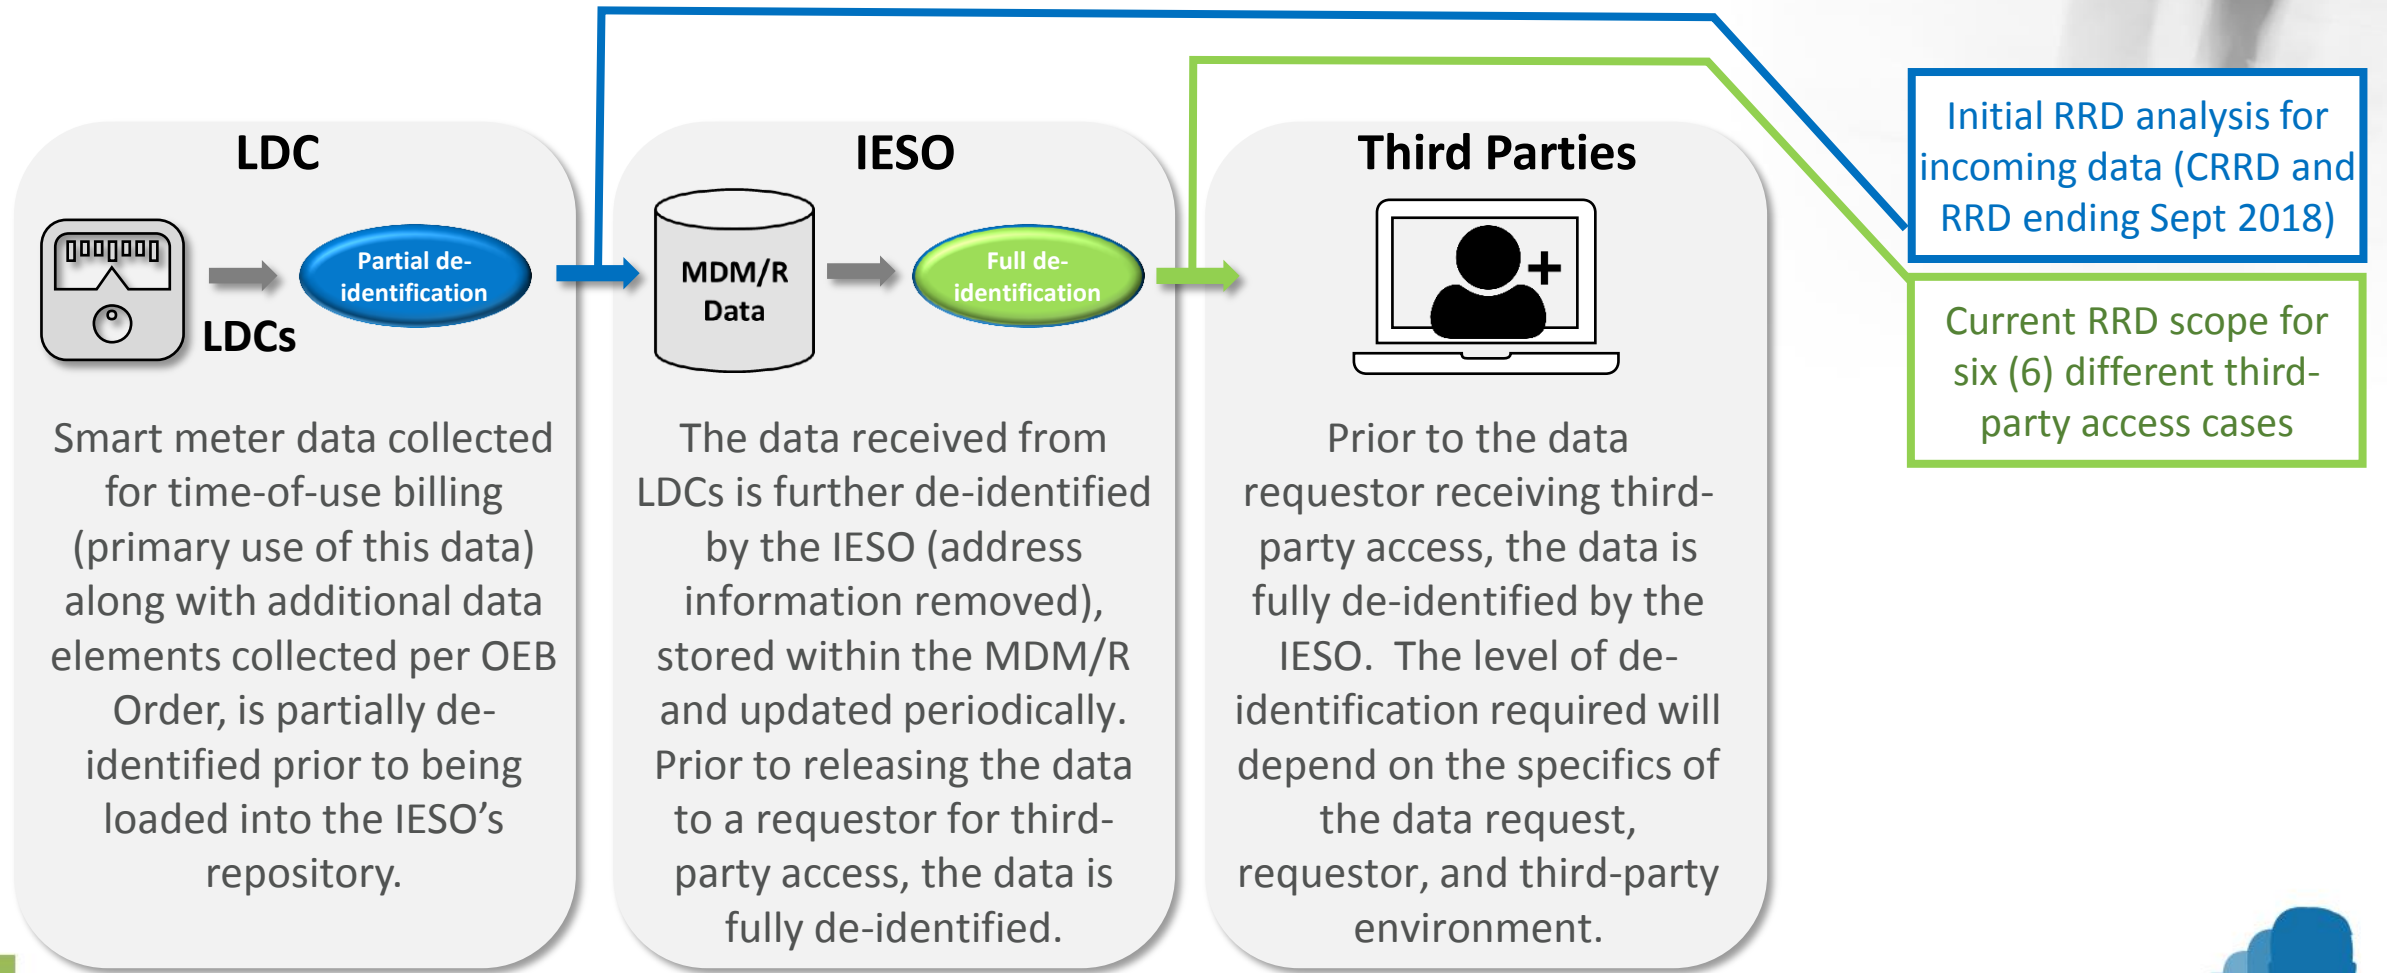 LDC
LDCs
Partial de-
identification
Smart meter data collected
for time-of-use billing
(primary use of this data)
along with additional data
elements collected per OEB
Order, is partially de-
identified prior to being
loaded into the IESO’s
repository.
IESO
MDM/R
Data
Full de-
identification
The data received from
LDCs is further de-identified
by the IESO (address
information removed),
stored within the MDM/R
and updated periodically.
Prior to releasing the data
to a requestor for third-
party access, the data is
fully de-identified.
Third Parties
Prior to the data
requestor receiving third-
party access, the data is
fully de-identified by the
IESO.  The level of de-
identification required will
depend on the specifics of
the data request,
requestor, and third-party
environment.
Initial RRD analysis for
incoming data (CRRD and
RRD ending Sept 2018)
Current RRD scope for
six (6) different third-
party access cases